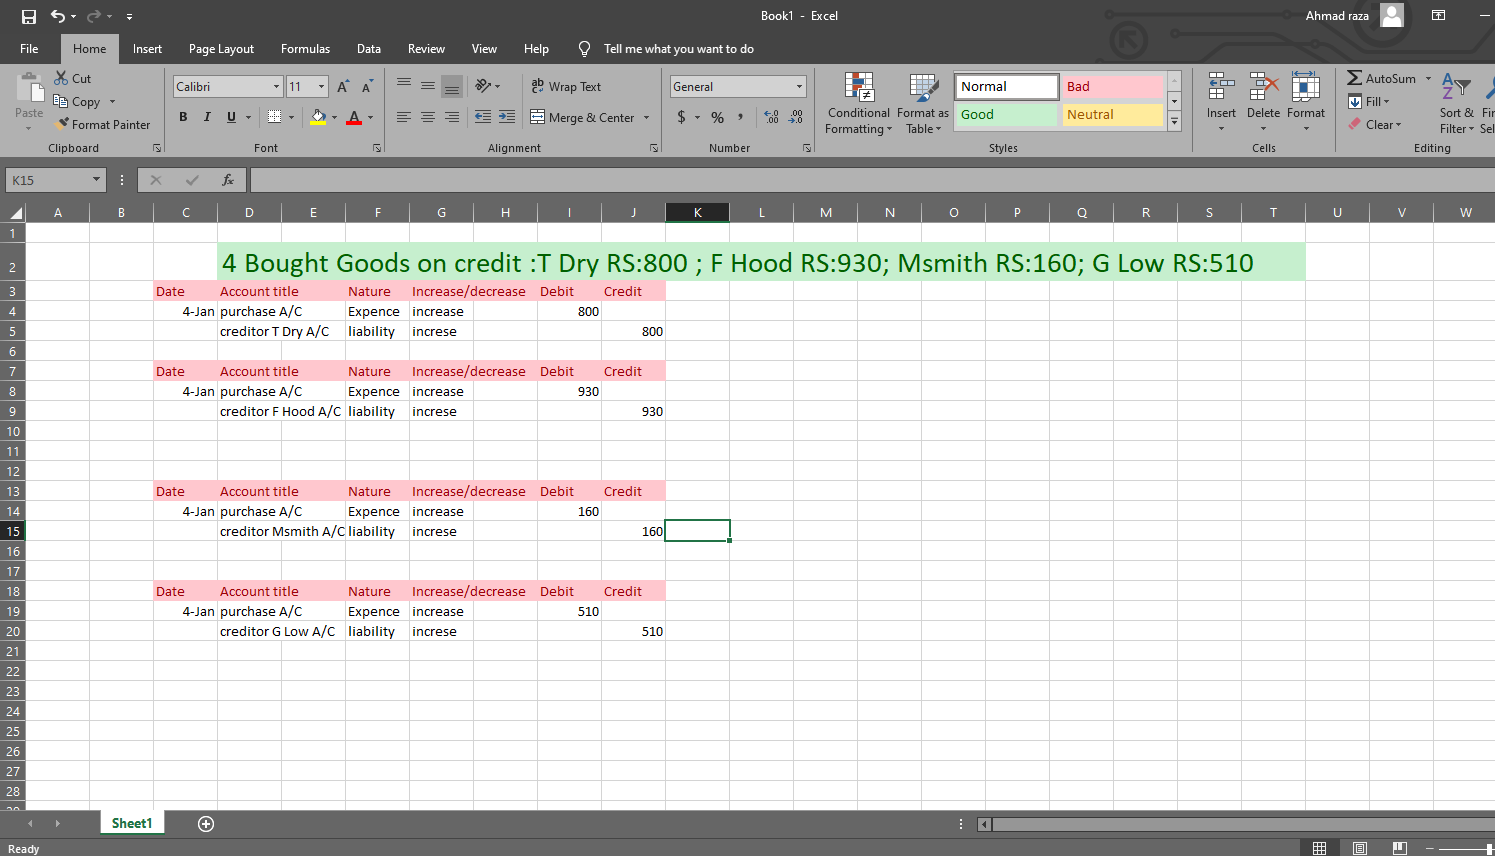 Book1 - Excel
Ahmad raza
File Home Insert Page Layout Formulas Data Review View Help Tell me what you want to do
Paste
Cut
Copy
Format Painter
Clipboard
Calibri 11
B I U
Font
Wrap Text
Merge & Center
Alignment
General
$ % ,
Number
Conditional Formatting
Format as Table
Normal Bad
Good Neutral
Styles
Insert Delete Format
Cells
AutoSum
Fill
Clear
Sort & Filter
Editing
K15 fx
A B C D E F G H I J K L M N O P Q R S T U V W
1
2 4 Bought Goods on credit :T Dry RS:800 ; F Hood RS:930; Msmith RS:160; G Low RS:510
3 Date Account title Nature Increase/decrease Debit Credit
4 4-Jan purchase A/C Expence increase 800
5 creditor T Dry A/C liability increse 800
6
7 Date Account title Nature Increase/decrease Debit Credit
8 4-Jan purchase A/C Expence increase 930
9 creditor F Hood A/C liability increse 930
10
11
12
13 Date Account title Nature Increase/decrease Debit Credit
14 4-Jan purchase A/C Expence increase 160
15 creditor Msmith A/C liability increse 160
16
17
18 Date Account title Nature Increase/decrease Debit Credit
19 4-Jan purchase A/C Expence increase 510
20 creditor G Low A/C liability increse 510
21
22
23
24
25
26
27
28
Sheet1
Ready